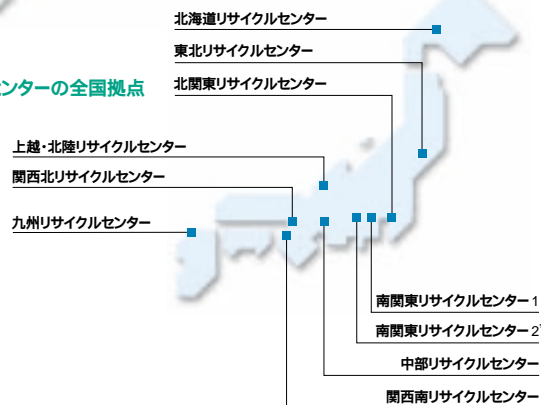 北海道リサイクルセンター
東北リサイクルセンター
ンターの全国拠点
北関東リサイクルセンター
上越・北陸リサイクルセンター
関西北リサイクルセンター
九州リサイクルセンター
南関東リサイクルセンター1
南関東リサイクルセンター2
中部リサイクルセンター
関西南リサイクルセンター